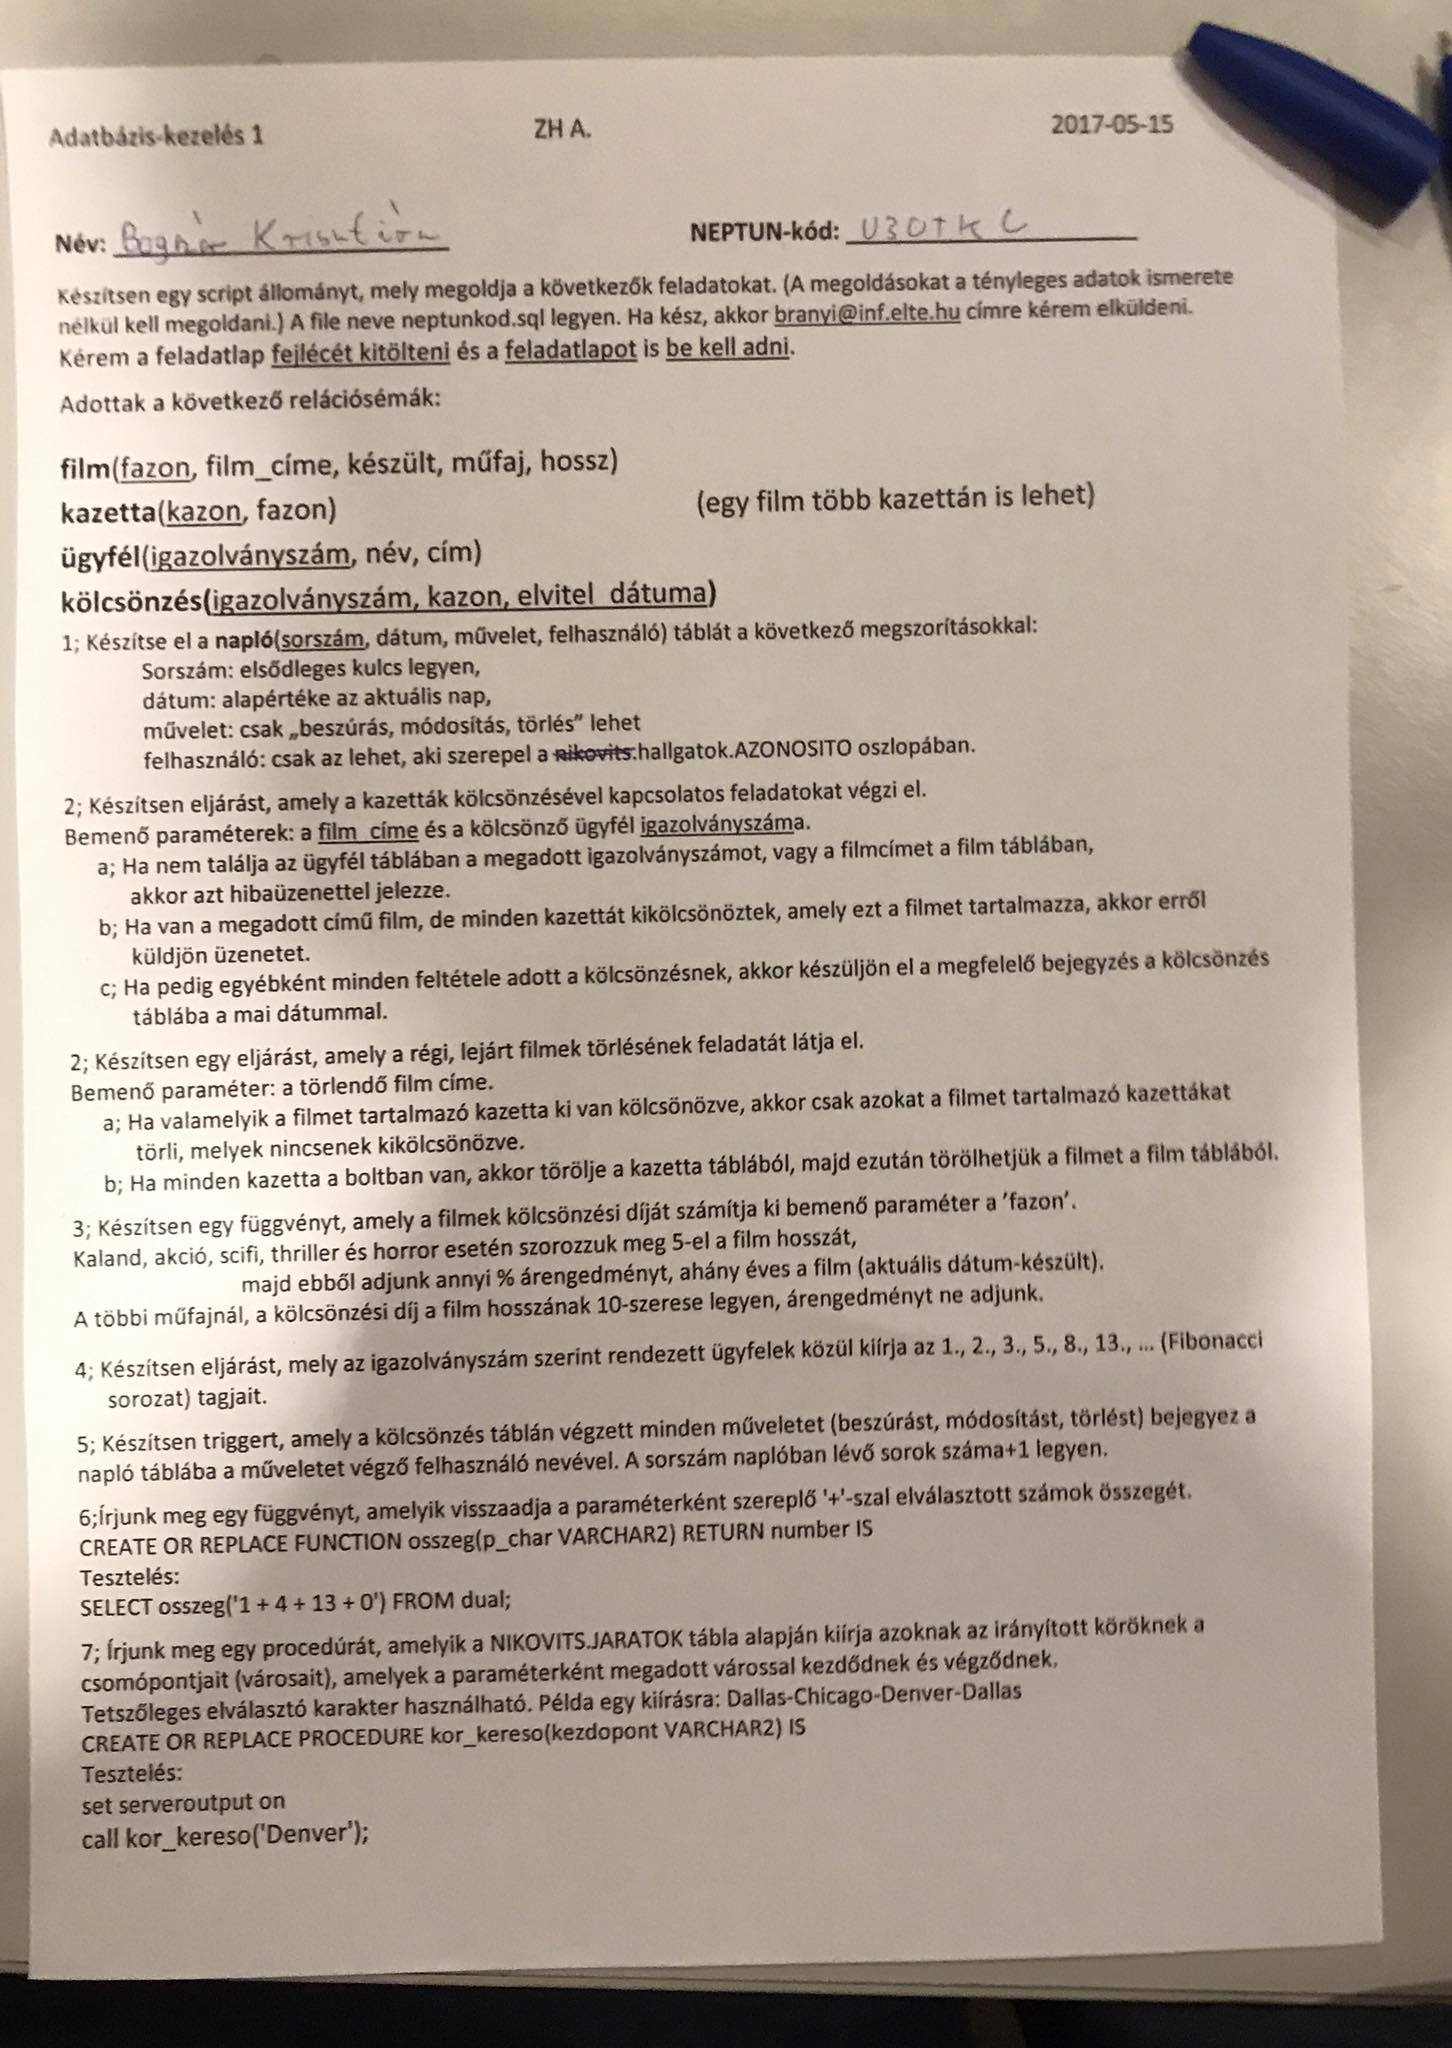 Adatbázis-kezelés 1 ZH A. 2017-05-15
Név: Bognár Krisztián NEPTUN-kód: U3OTKC
Készítsen egy script állományt, mely megoldja a következők feladatokat. (A megoldásokat a tényleges adatok ismerete
nélkül kell megoldani.) A file neve neptunkod.sql legyen. Ha kész, akkor branyi@inf.elte.hu címre kérem elküldeni.
Kérem a feladatlap fejlécét kitölteni és a feladatlapot is be kell adni.
Adottak a következő relációsémák:
film(fazon, film_címe, készült, műfaj, hossz)
kazetta(kazon, fazon) (egy film több kazettán is lehet)
ügyfél(igazolványszám, név, cím)
kölcsönzés(igazolványszám, kazon, elvitel_dátuma)
1; Készítse el a napló(sorszám, dátum, művelet, felhasználó) táblát a következő megszorításokkal:
Sorszám: elsődleges kulcs legyen,
dátum: alapértéke az aktuális nap,
művelet: csak „beszúrás, módosítás, törlés” lehet
felhasználó: csak az lehet, aki szerepel a nikovits.hallgatok.AZONOSITO oszlopában.
2; Készítsen eljárást, amely a kazetták kölcsönzésével kapcsolatos feladatokat végzi el.
Bemenő paraméterek: a film_címe és a kölcsönző ügyfél igazolványszáma.
a; Ha nem találja az ügyfél táblában a megadott igazolványszámot, vagy a filmcímet a film táblában,
akkor azt hibaüzenettel jelezze.
b; Ha van a megadott című film, de minden kazettát kikölcsönöztek, amely ezt a filmet tartalmazza, akkor erről
küldjön üzenetet.
c; Ha pedig egyébként minden feltétele adott a kölcsönzésnek, akkor készüljön el a megfelelő bejegyzés a kölcsönzés
táblába a mai dátummal.
2; Készítsen egy eljárást, amely a régi, lejárt filmek törlésének feladatát látja el.
Bemenő paraméter: a törlendő film címe.
a; Ha valamelyik a filmet tartalmazó kazetta ki van kölcsönözve, akkor csak azokat a filmet tartalmazó kazettákat
törli, melyek nincsenek kikölcsönözve.
b; Ha minden kazetta a boltban van, akkor törölje a kazetta táblából, majd ezután törölhetjük a filmet a film táblából.
3; Készítsen egy függvényt, amely a filmek kölcsönzési díját számítja ki bemenő paraméter a ’fazon’.
Kaland, akció, scifi, thriller és horror esetén szorozzuk meg 5-el a film hosszát,
majd ebből adjunk annyi % árengedményt, ahány éves a film (aktuális dátum-készült).
A többi műfajnál, a kölcsönzési díj a film hosszának 10-szerese legyen, árengedményt ne adjunk.
4; Készítsen eljárást, mely az igazolványszám szerint rendezett ügyfelek közül kiírja az 1., 2., 3., 5., 8., 13., ... (Fibonacci
sorozat) tagjait.
5; Készítsen triggert, amely a kölcsönzés táblán végzett minden műveletet (beszúrást, módosítást, törlést) bejegyez a
napló táblába a műveletet végző felhasználó nevével. A sorszám naplóban lévő sorok száma+1 legyen.
6;Írjunk meg egy függvényt, amelyik visszaadja a paraméterként szereplő '+'-szal elválasztott számok összegét.
CREATE OR REPLACE FUNCTION osszeg(p_char VARCHAR2) RETURN number IS
Tesztelés:
SELECT osszeg('1 + 4 + 13 + 0') FROM dual;
7; Írjunk meg egy procedúrát, amelyik a NIKOVITS.JARATOK tábla alapján kiírja azoknak az irányított köröknek a
csomópontjait (városait), amelyek a paraméterként megadott várossal kezdődnek és végződnek.
Tetszőleges elválasztó karakter használható. Példa egy kiírásra: Dallas-Chicago-Denver-Dallas
CREATE OR REPLACE PROCEDURE kor_kereso(kezdopont VARCHAR2) IS
Tesztelés:
set serveroutput on
call kor_kereso('Denver');